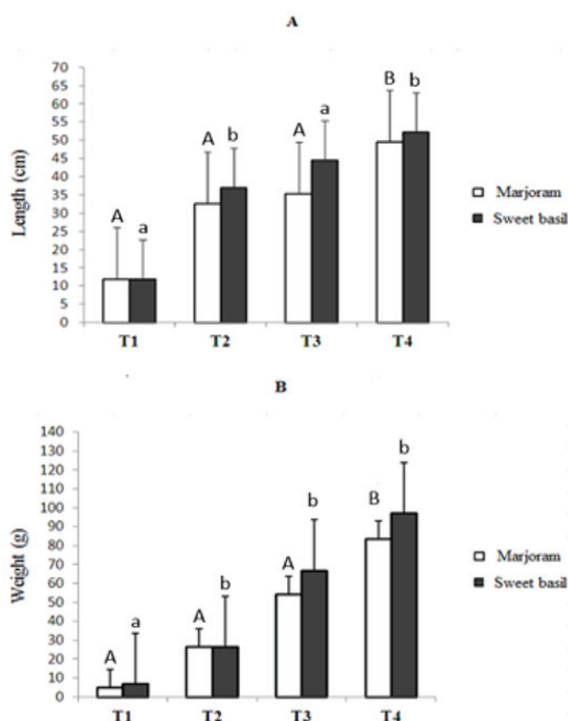 A
70
65
60
55
50
45
40
35
30
25
20
15
10
5
0
Length (cm)
A a
A b
A a
B b
T1 T2 T3 T4
Marjoram
Sweet basil
B
140
130
120
110
100
90
80
70
60
50
40
30
20
10
0
Weight (g)
A a
A b
A b
B b
T1 T2 T3 T4
Marjoram
Sweet basil